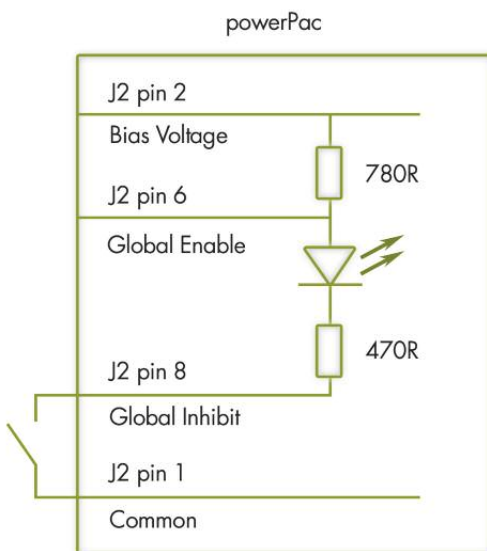 powerPac
J2 pin 2
Bias Voltage
780R
J2 pin 6
Global Enable
470R
J2 pin 8
Global Inhibit
J2 pin 1
Common